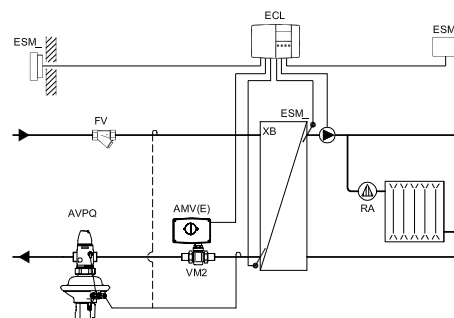 ECL
ESM_
ESM
FV
ESM_
XB
AVPQ
AMV(E)
RA
VM2